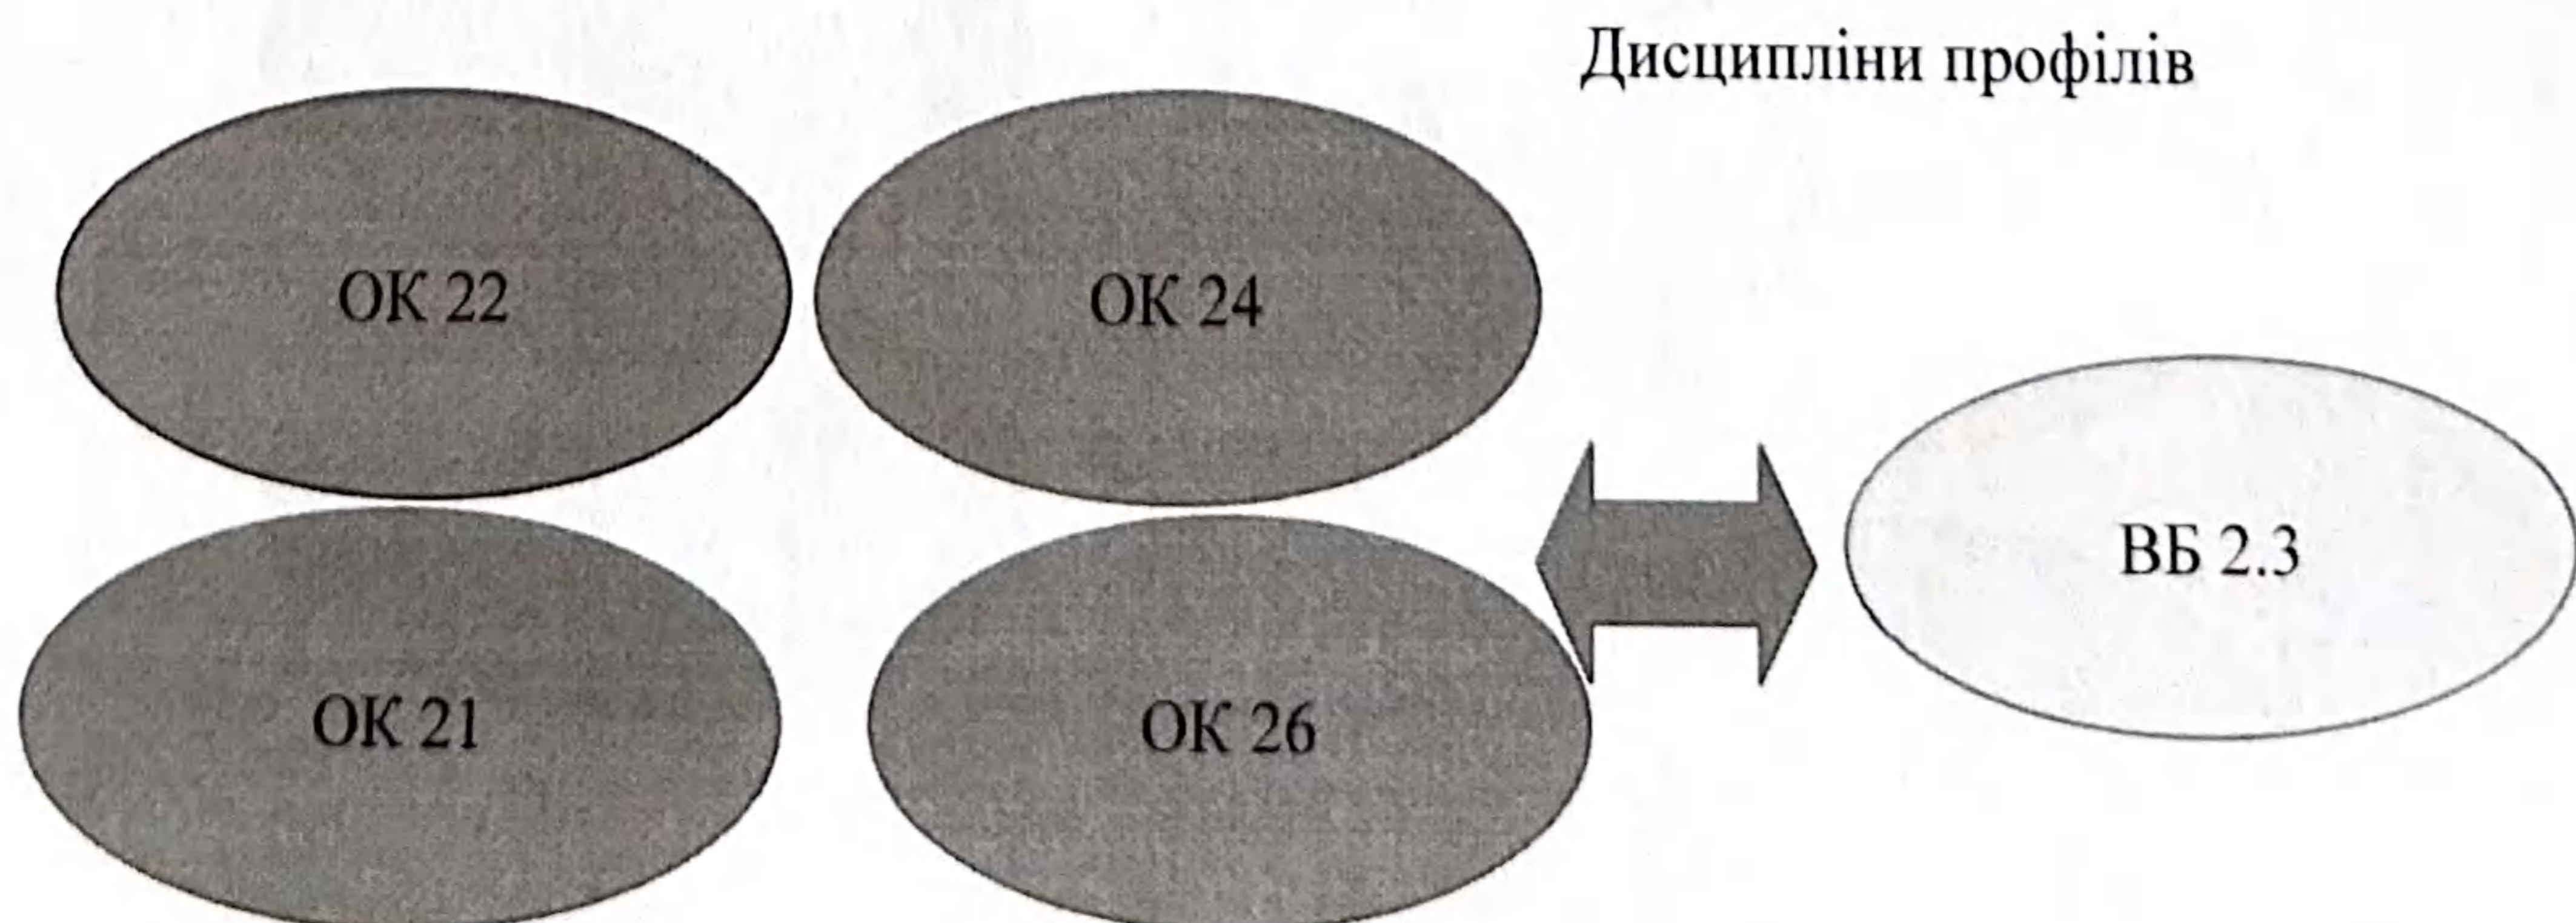 Дисципліни профілів
ОК 22
ОК 24
ВБ 2.3
ОК 21
ОК 26